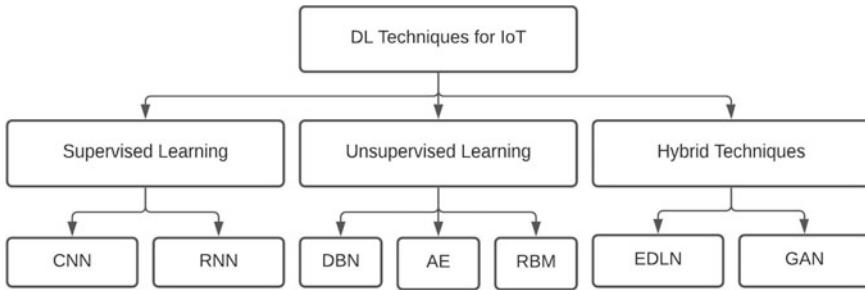 DL Techniques for IoT
Supervised Learning
Unsupervised Learning
Hybrid Techniques
CNN
RNN
DBN
AE
RBM
EDLN
GAN